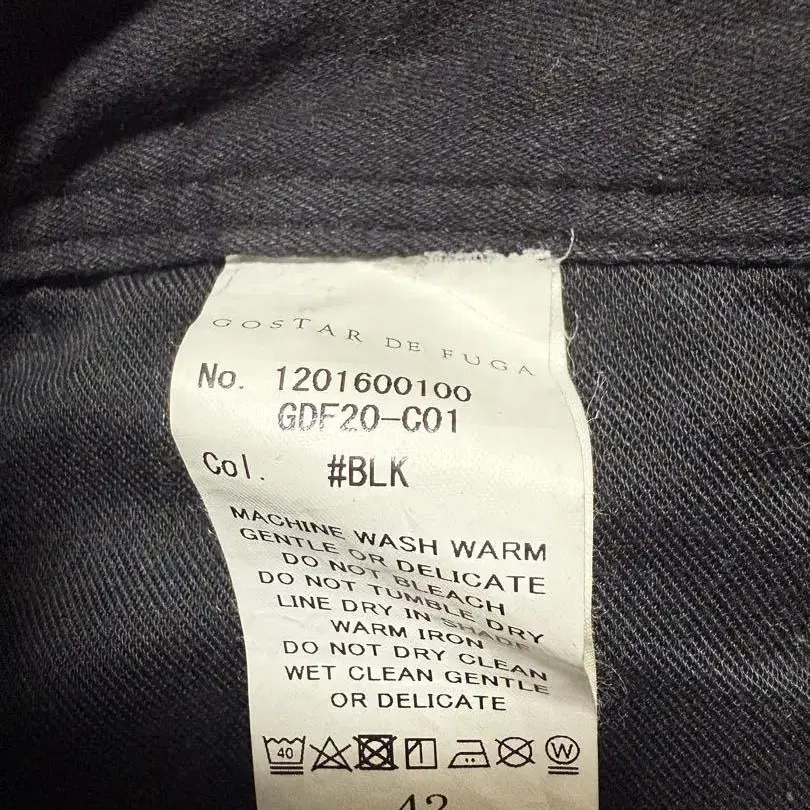 GOSTAR DE FUGA
No. 1201600100
GDF20-C01
Col. #BLK
MACHINE WASH WARM
GENTLE OR DELICATE
DO NOT BLEACH
DO NOT TUMBLE DRY
LINE DRY IN SHADE
WARM IRON
DO NOT DRY CLEAN
WET CLEAN GENTLE
OR DELICATE
40 W
42